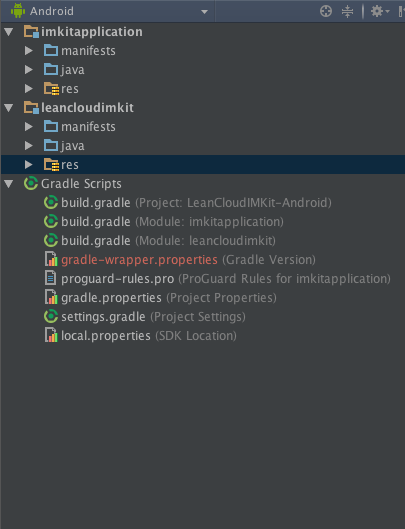 Android
imkitapplication
manifests
java
res
leancloudimkit
manifests
java
res
Gradle Scripts
build.gradle (Project: LeanCloudIMKit-Android)
build.gradle (Module: imkitapplication)
build.gradle (Module: leancloudimkit)
gradle-wrapper.properties (Gradle Version)
proguard-rules.pro (ProGuard Rules for imkitapplication)
gradle.properties (Project Properties)
settings.gradle (Project Settings)
local.properties (SDK Location)